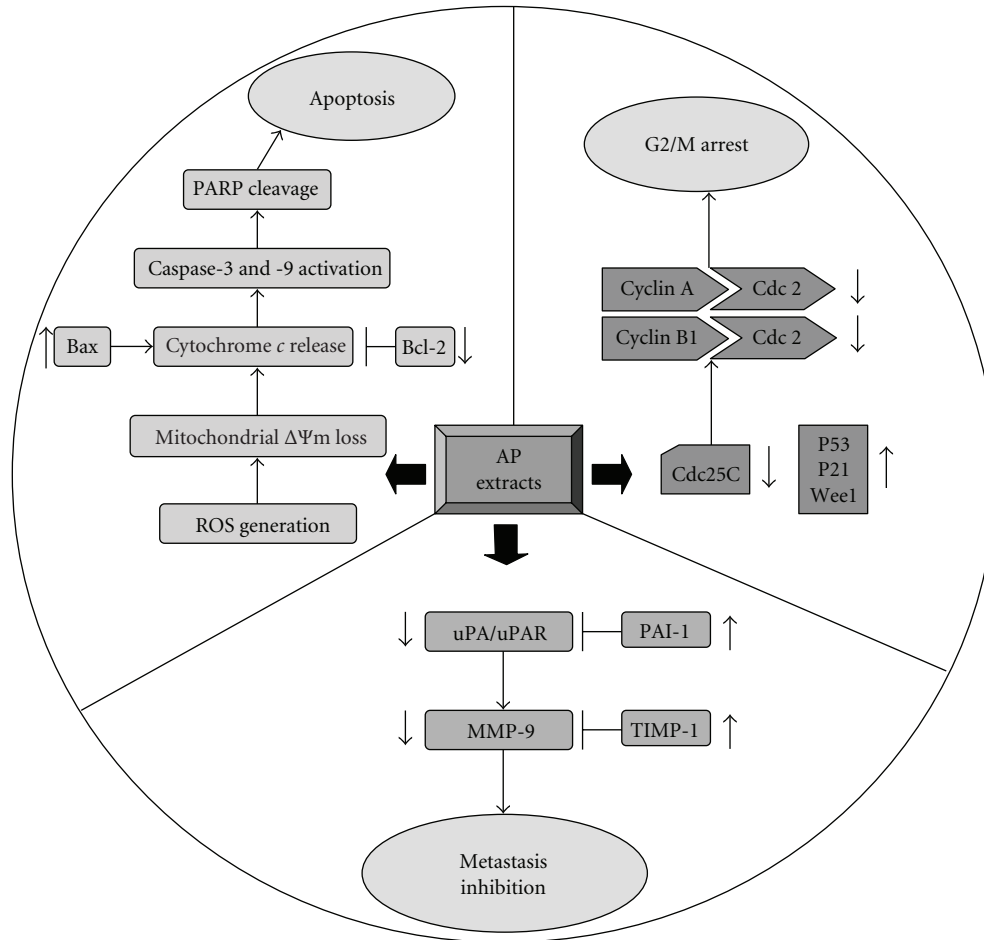 Apoptosis
PARP cleavage
Caspase-3 and -9 activation
Bax
Cytochrome c release
Bcl-2
Mitochondrial ΔΨm loss
ROS generation
G2/M arrest
Cyclin A
Cdc 2
Cyclin B1
Cdc 2
Cdc25C
P53
P21
Wee1
AP
extracts
uPA/uPAR
PAI-1
MMP-9
TIMP-1
Metastasis
inhibition